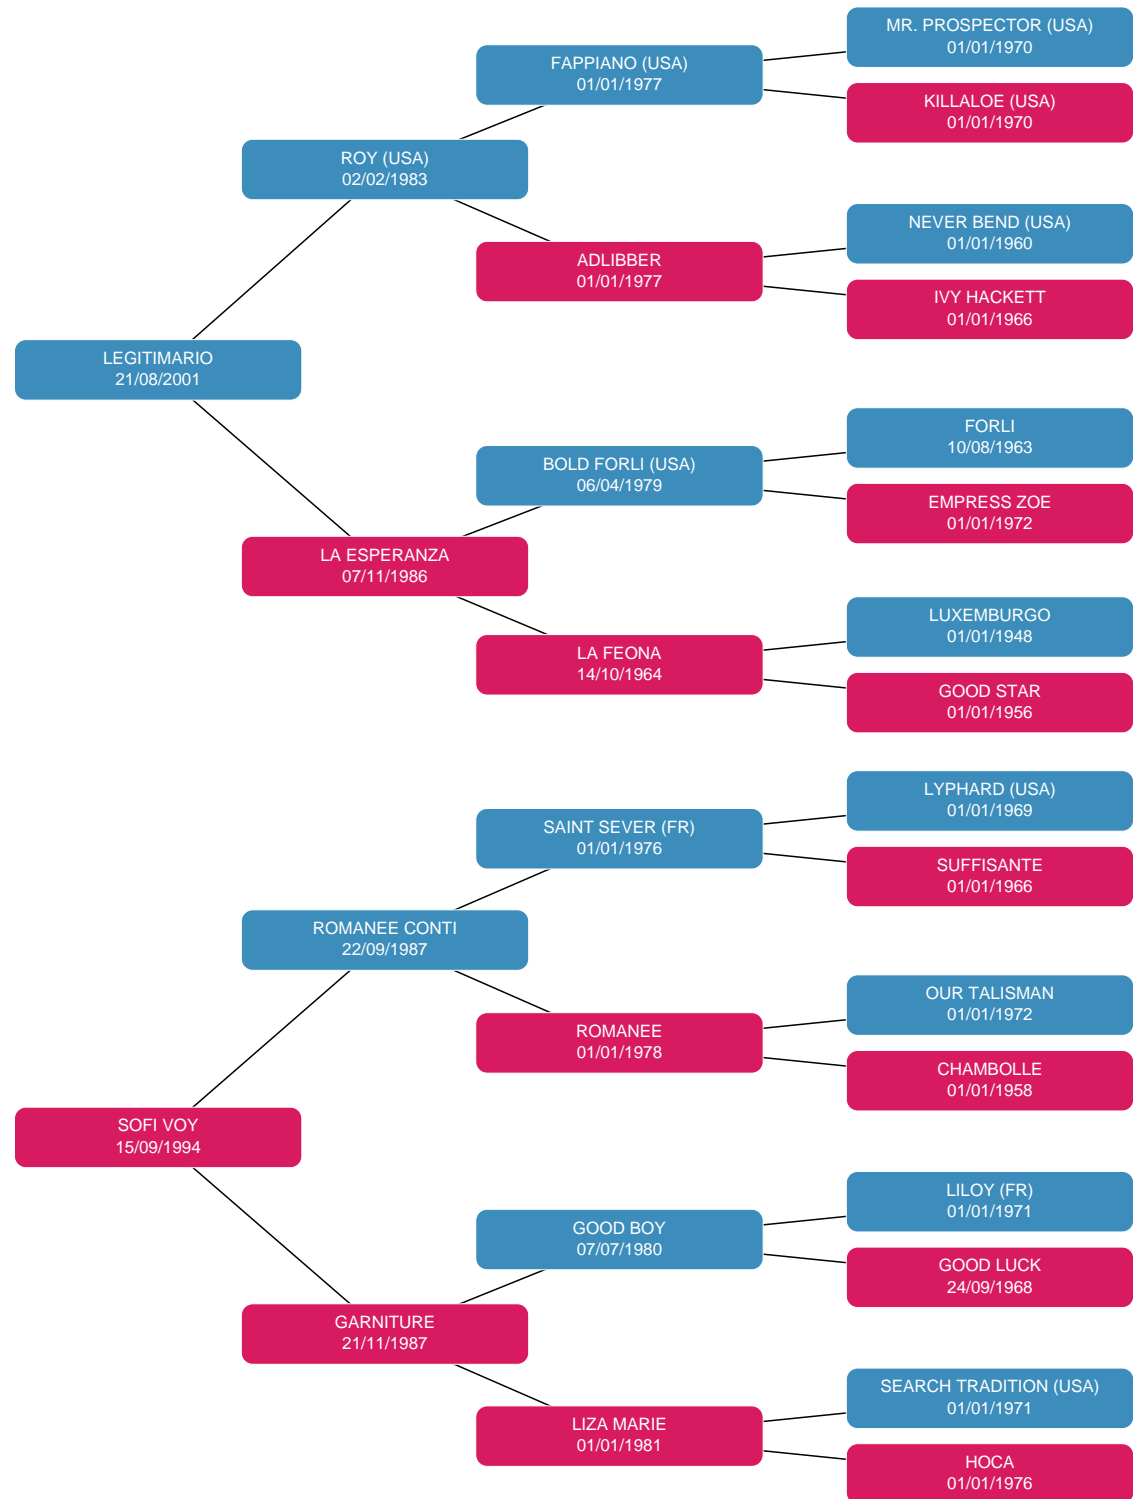 MR. PROSPECTOR (USA)
01/01/1970
FAPPIANO (USA)
01/01/1977
KILLALOE (USA)
01/01/1970
ROY (USA)
02/02/1983
NEVER BEND (USA)
01/01/1960
ADLIBBER
01/01/1977
IVY HACKETT
01/01/1966
LEGITIMARIO
21/08/2001
FORLI
10/08/1963
BOLD FORLI (USA)
06/04/1979
EMPRESS ZOE
01/01/1972
LA ESPERANZA
07/11/1986
LUXEMBURGO
01/01/1948
LA FEONA
14/10/1964
GOOD STAR
01/01/1956
LYPHARD (USA)
01/01/1969
SAINT SEVER (FR)
01/01/1976
SUFFISANTE
01/01/1966
ROMANEE CONTI
22/09/1987
OUR TALISMAN
01/01/1972
ROMANEE
01/01/1978
CHAMBOLLE
01/01/1958
SOFI VOY
15/09/1994
LILOY (FR)
01/01/1971
GOOD BOY
07/07/1980
GOOD LUCK
24/09/1968
GARNITURE
21/11/1987
SEARCH TRADITION (USA)
01/01/1971
LIZA MARIE
01/01/1981
HOCA
01/01/1976